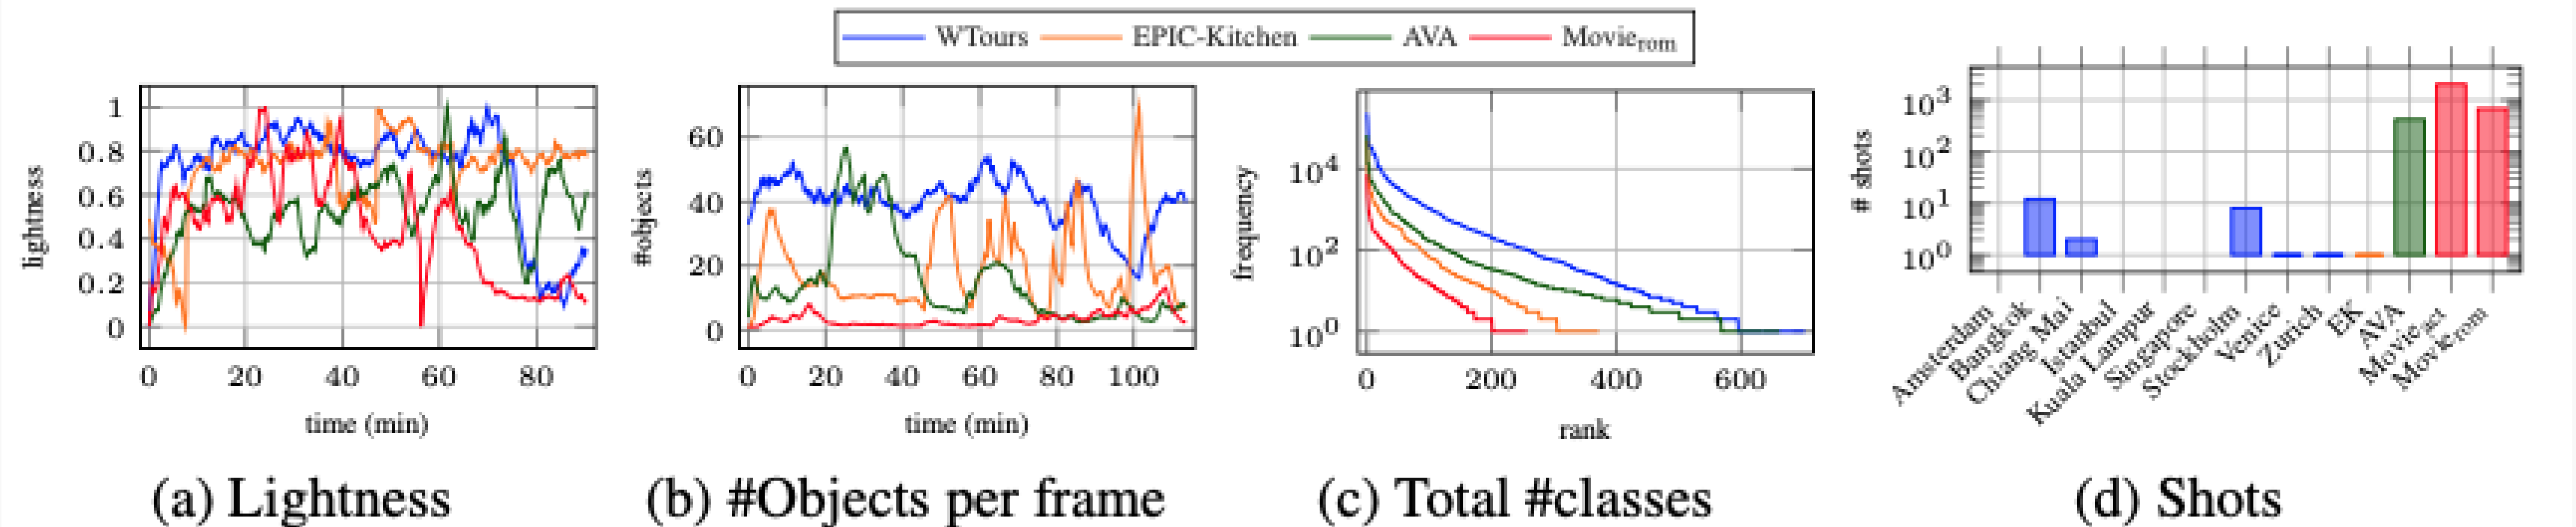 WTours EPIC-Kitchen AVA Movie_rom
lightness
1
0.8
0.6
0.4
0.2
0
0 20 40 60 80
time (min)
(a) Lightness
#objects
60
40
20
0
0 20 40 60 80 100
time (min)
(b) #Objects per frame
frequency
10^4
10^2
10^0
0 200 400 600
rank
(c) Total #classes
# shots
10^3
10^2
10^1
10^0
Amsterdam
Bangkok
Chiang Mai
Istanbul
Kuala Lampur
Singapore
Stockholm
Venice
Zurich
EK
AVA
Movie_act
Movie_rom
(d) Shots